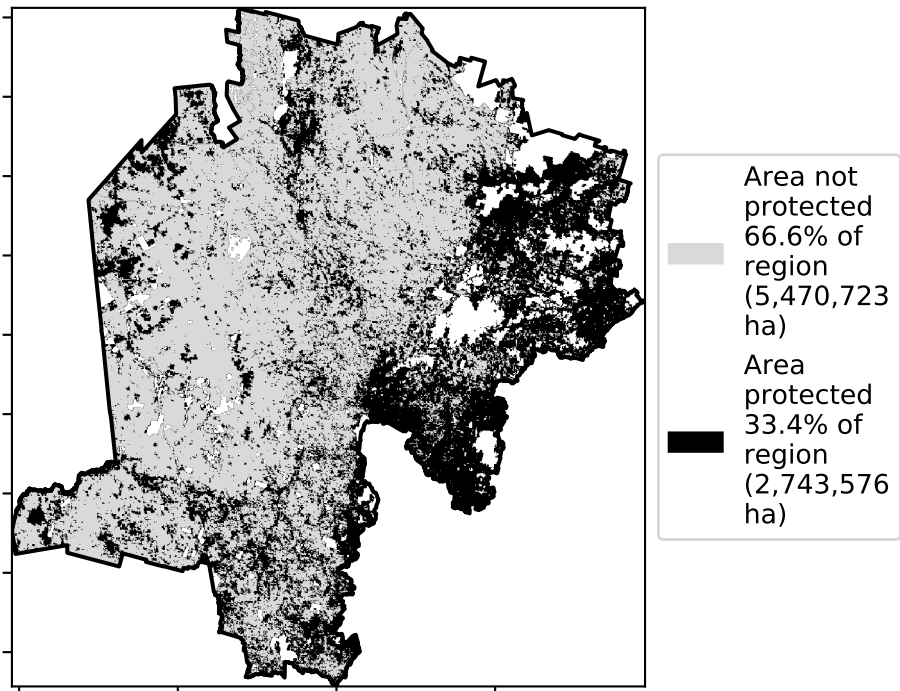 Area not
protected
66.6% of
region
(5,470,723
ha)
Area
protected
33.4% of
region
(2,743,576
ha)